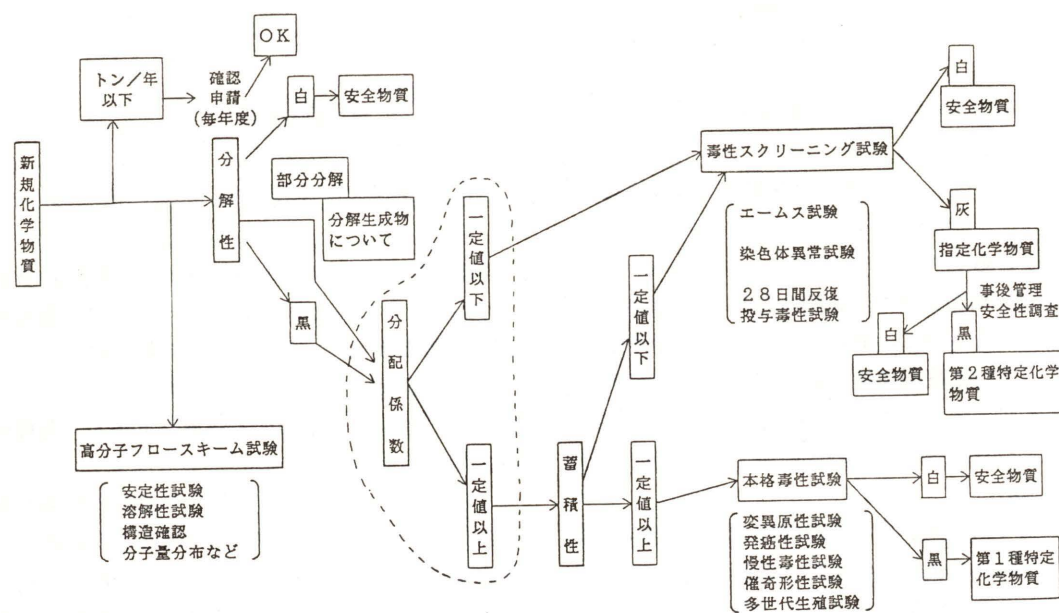 OK
トン/年
以下
確認
申請
(毎年度)
白
安全物質
新規化学物質
分解性
部分分解
分解生成物
について
黒
分配係数
一定値以下
一定値以上
高分子フロースキーム試験
安定性試験
溶解性試験
構造確認
分子量分布など
蓄積性
一定値以下
一定値以上
毒性スクリーニング試験
エームス試験
染色体異常試験
28日間反復
投与毒性試験
白
安全物質
灰
指定化学物質
事後管理
安全性調査
白
安全物質
黒
第2種特定化学
物質
本格毒性試験
変異原性試験
発癌性試験
慢性毒性試験
催奇形性試験
多世代生殖試験
白
安全物質
黒
第1種特定
化学物質